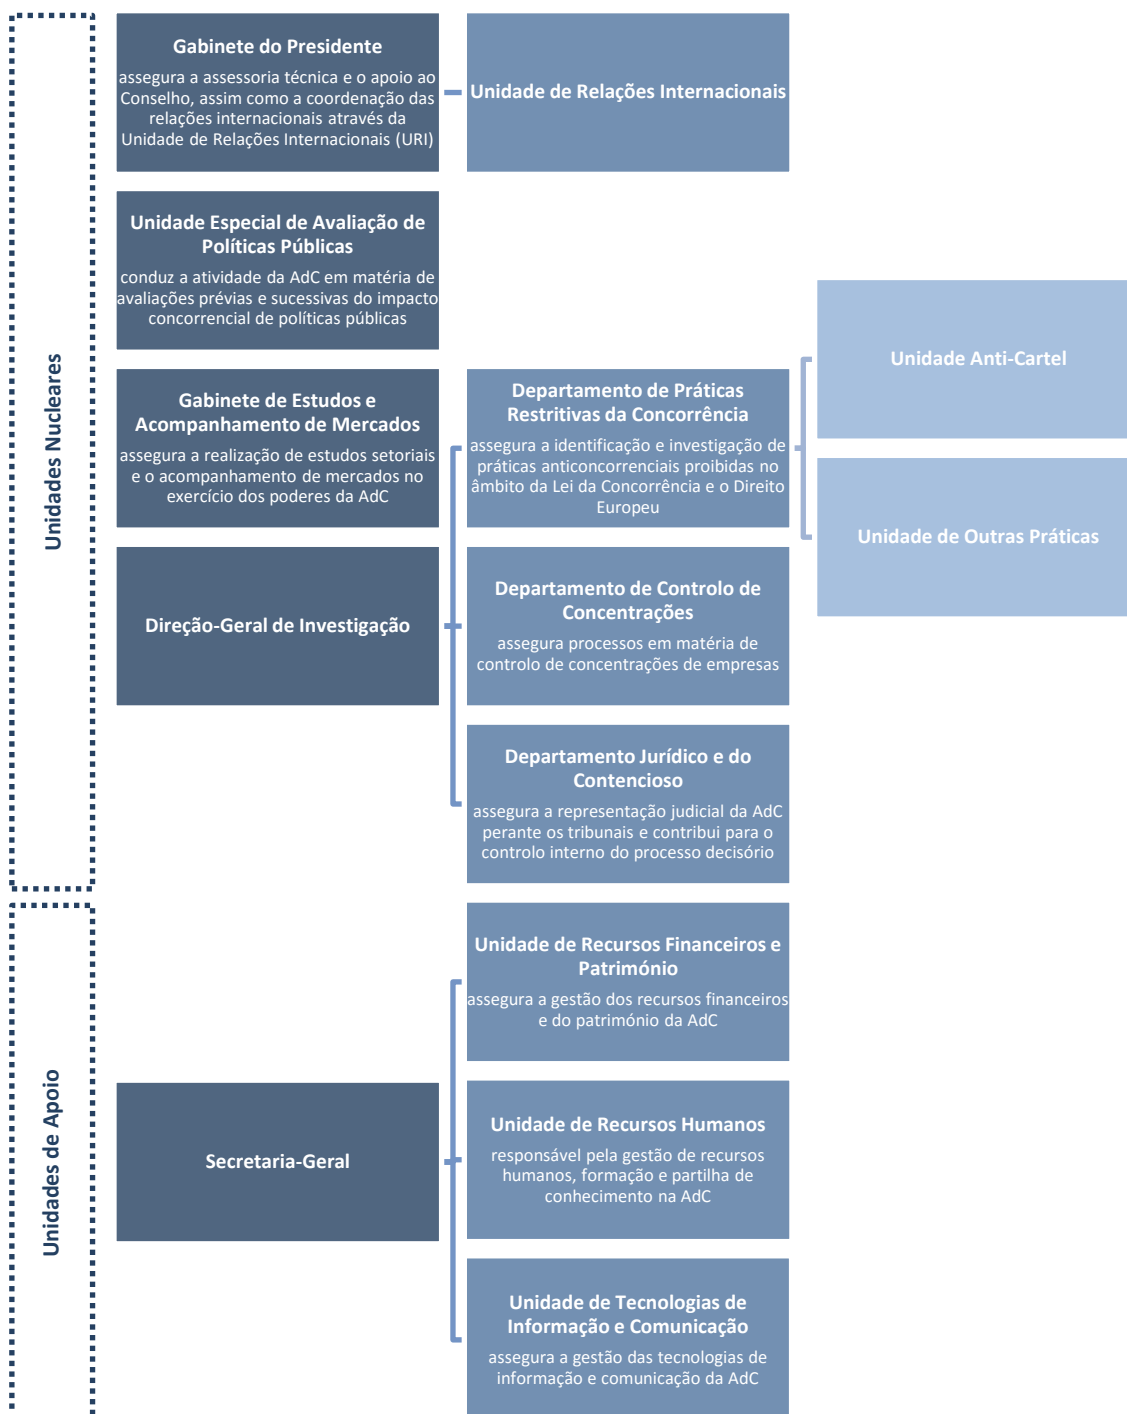 Unidades Nucleares
Gabinete do Presidente
assegura a assessoria técnica e o apoio ao
Conselho, assim como a coordenação das
relações internacionais através da
Unidade de Relações Internacionais (URI)
Unidade de Relações Internacionais
Unidade Especial de Avaliação de
Políticas Públicas
conduz a atividade da AdC em matéria de
avaliações prévias e sucessivas do impacto
concorrencial de políticas públicas
Gabinete de Estudos e
Acompanhamento de Mercados
assegura a realização de estudos setoriais
e o acompanhamento de mercados no
exercício dos poderes da AdC
Direção-Geral de Investigação
Departamento de Práticas
Restritivas da Concorrência
assegura a identificação e investigação de
práticas anticoncorrenciais proibidas no
âmbito da Lei da Concorrência e o Direito
Europeu
Unidade Anti-Cartel
Unidade de Outras Práticas
Departamento de Controlo de
Concentrações
assegura processos em matéria de
controlo de concentrações de empresas
Departamento Jurídico e do
Contencioso
assegura a representação judicial da AdC
perante os tribunais e contribui para o
controlo interno do processo decisório
Unidades de Apoio
Secretaria-Geral
Unidade de Recursos Financeiros e
Património
assegura a gestão dos recursos financeiros
e do património da AdC
Unidade de Recursos Humanos
responsável pela gestão de recursos
humanos, formação e partilha de
conhecimento na AdC
Unidade de Tecnologias de
Informação e Comunicação
assegura a gestão das tecnologias de
informação e comunicação da AdC